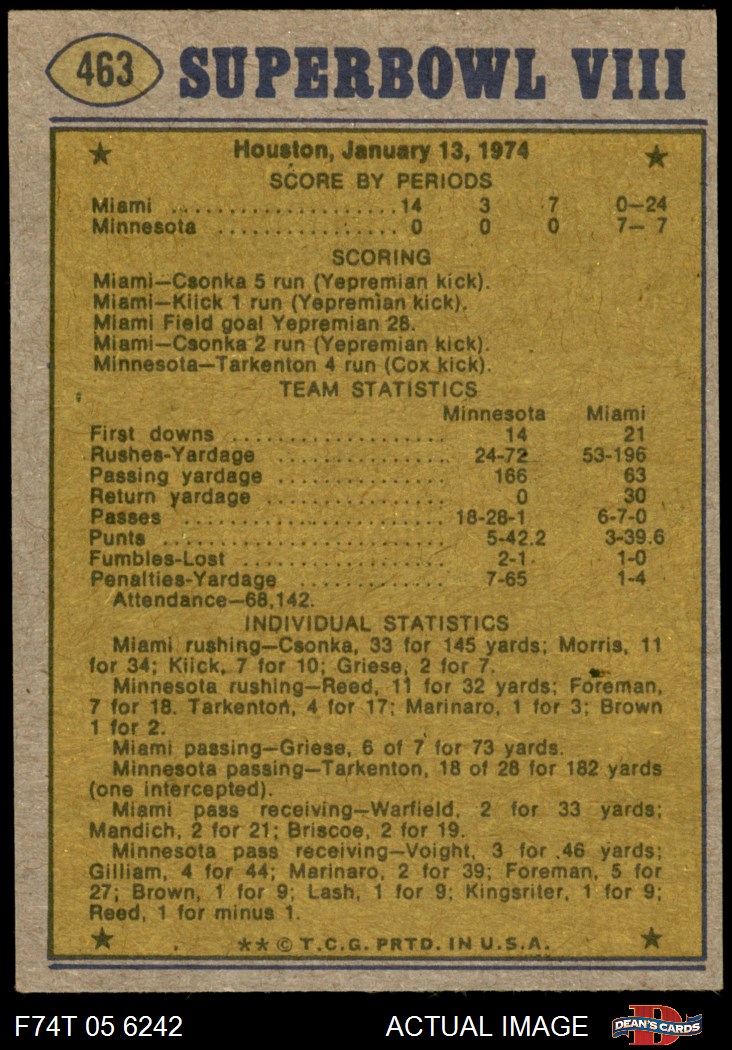 463 SUPERBOWL VIII
Houston, January 13, 1974
SCORE BY PERIODS
Miami .....................14 3 7 0—24
Minnesota .................0 0 0 7— 7
SCORING
Miami—Csonka 5 run (Yepremian kick).
Miami—Kiick 1 run (Yepremian kick).
Miami Field goal Yepremian 28.
Miami—Csonka 2 run (Yepremian kick).
Minnesota—Tarkenton 4 run (Cox kick).
TEAM STATISTICS
Minnesota Miami
First downs ..................... 14 21
Rushes-Yardage ................. 24-72 53-196
Passing yardage ................. 166 63
Return yardage .................. 0 30
Passes .......................... 18-28-1 6-7-0
Punts ............................ 5-42.2 3-39.6
Fumbles-Lost .................... 2-1 1-0
Penalties-Yardage ............... 7-65 1-4
Attendance—68,142.
INDIVIDUAL STATISTICS
Miami rushing—Csonka, 33 for 145 yards; Morris, 11
for 34; Kiick, 7 for 10; Griese, 2 for 7.
Minnesota rushing—Reed, 11 for 32 yards; Foreman,
7 for 18. Tarkenton, 4 for 17; Marinaro, 1 for 3; Brown
1 for 2.
Miami passing—Griese, 6 of 7 for 73 yards.
Minnesota passing—Tarkenton, 18 of 28 for 182 yards
(one intercepted).
Miami pass receiving—Warfield, 2 for 33 yards;
Mandich, 2 for 21; Briscoe, 2 for 19.
Minnesota pass receiving—Voight, 3 for 46 yards;
Gilliam, 4 for 44; Marinaro, 2 for 39; Foreman, 5 for
27; Brown, 1 for 9; Lash, 1 for 9; Kingsriter, 1 for 9;
Reed, 1 for minus 1.
** © T.C.G. PRTD. IN U.S.A.
F74T 05 6242 ACTUAL IMAGE D DEAN'S CARDS